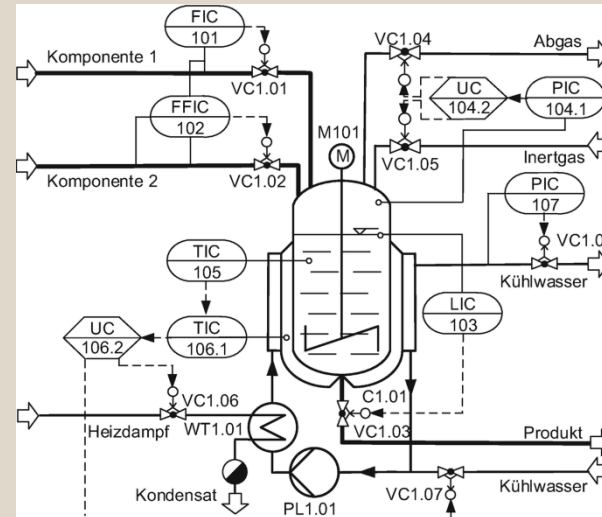 FIC
101
Komponente 1
VC1.01
FFIC
102
Komponente 2
VC1.02
M101
M
VC1.04
Abgas
UC
104.2
PIC
104.1
VC1.05
Inertgas
PIC
107
VC1.0
Kühlwasser
TIC
105
TIC
106.1
UC
106.2
LIC
103
VC1.06
Heizdampf
WT1.01
C1.01
VC1.03
Produkt
Kondensat
PL1.01
VC1.07
Kühlwasser